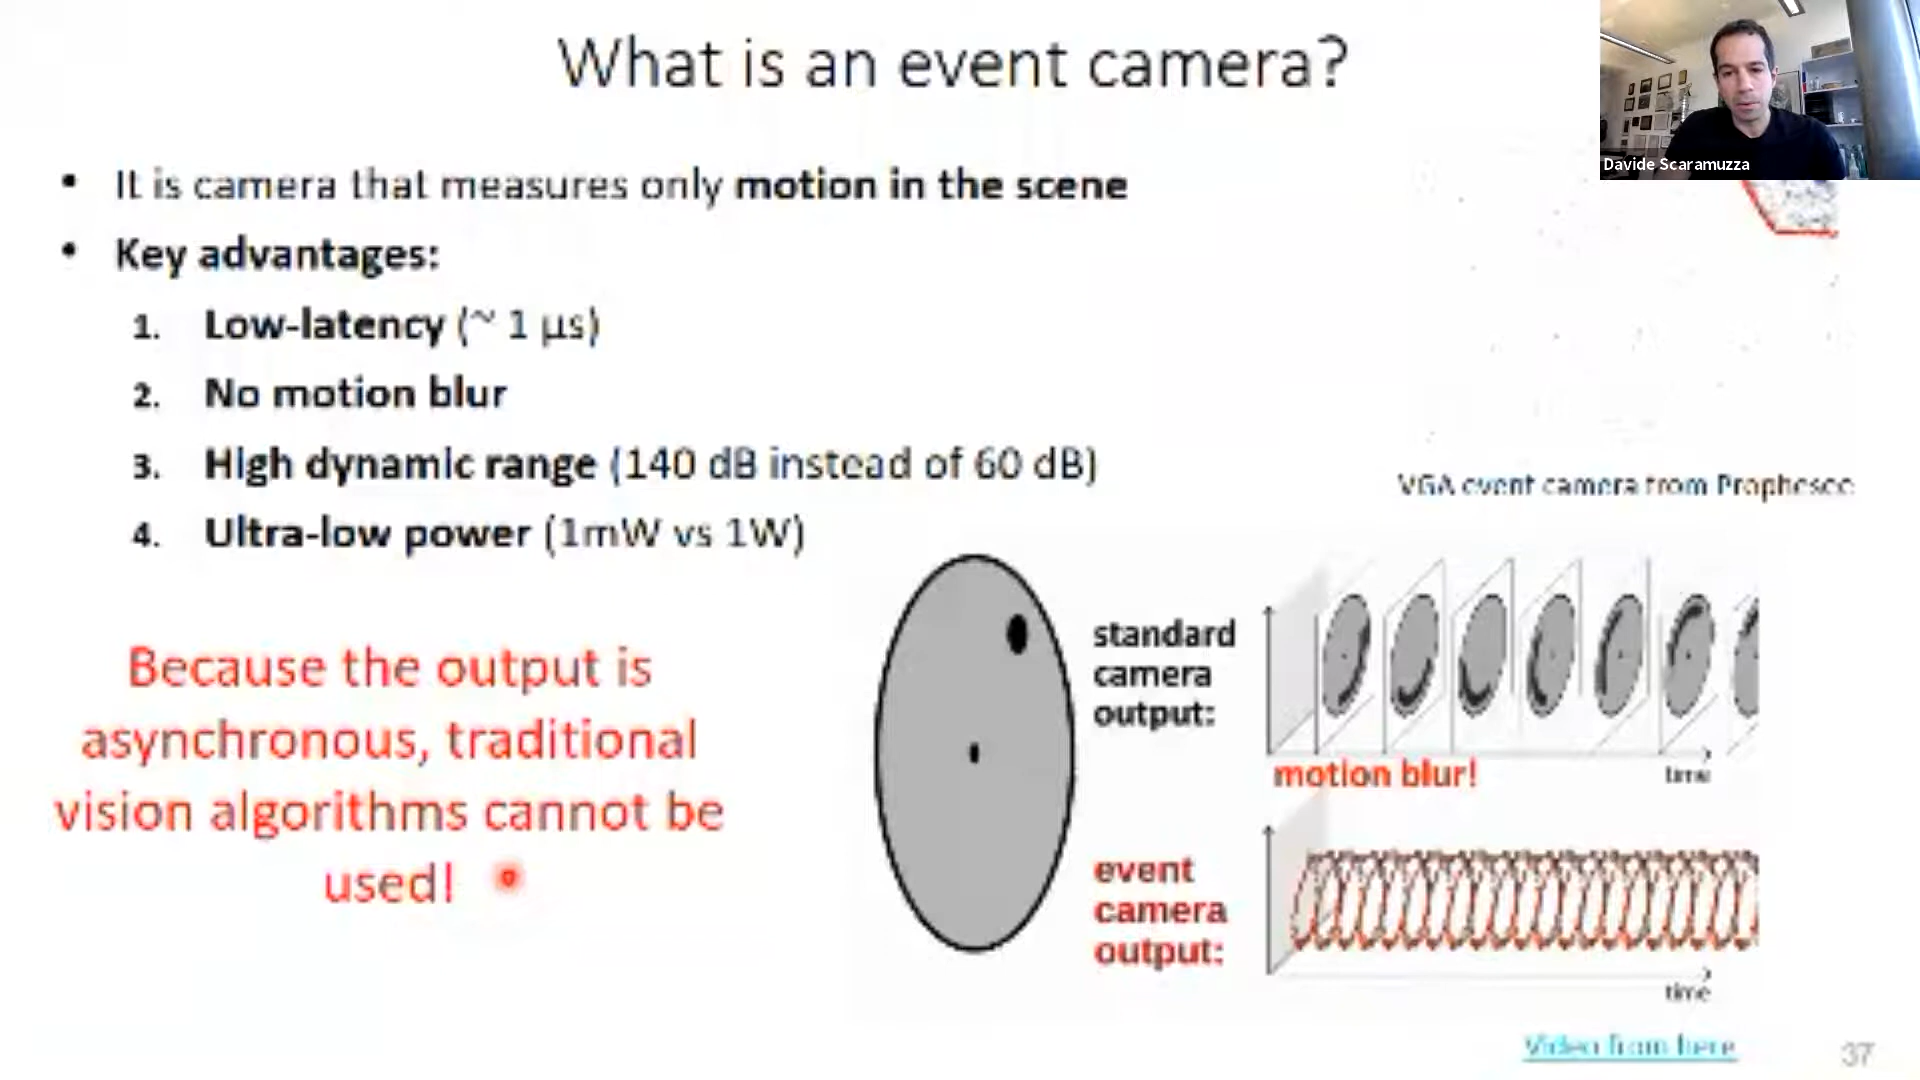 What is an event camera?
Davide Scaramuzza
• It is camera that measures only motion in the scene
• Key advantages:
1. Low-latency (~ 1 µs)
2. No motion blur
3. High dynamic range (140 dB instead of 60 dB)
4. Ultra-low power (1mW vs 1W)
VGA event camera from Prophesee
Because the output is
asynchronous, traditional
vision algorithms cannot be
used!
standard
camera
output:
motion blur!
time
event
camera
output:
time
Video from here
37